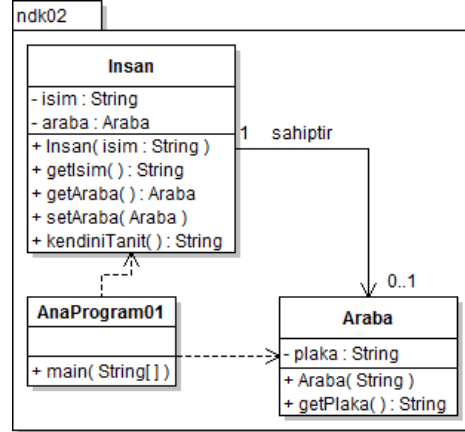 ndk02
Insan
- isim : String
- araba : Araba
+ Insan( isim : String )
+ getIsim( ) : String
+ getAraba( ) : Araba
+ setAraba( Araba )
+ kendiniTanit( ) : String
1 sahiptir
0..1
AnaProgram01
+ main( String[ ] )
Araba
- plaka : String
+ Araba( String )
+ getPlaka( ) : String